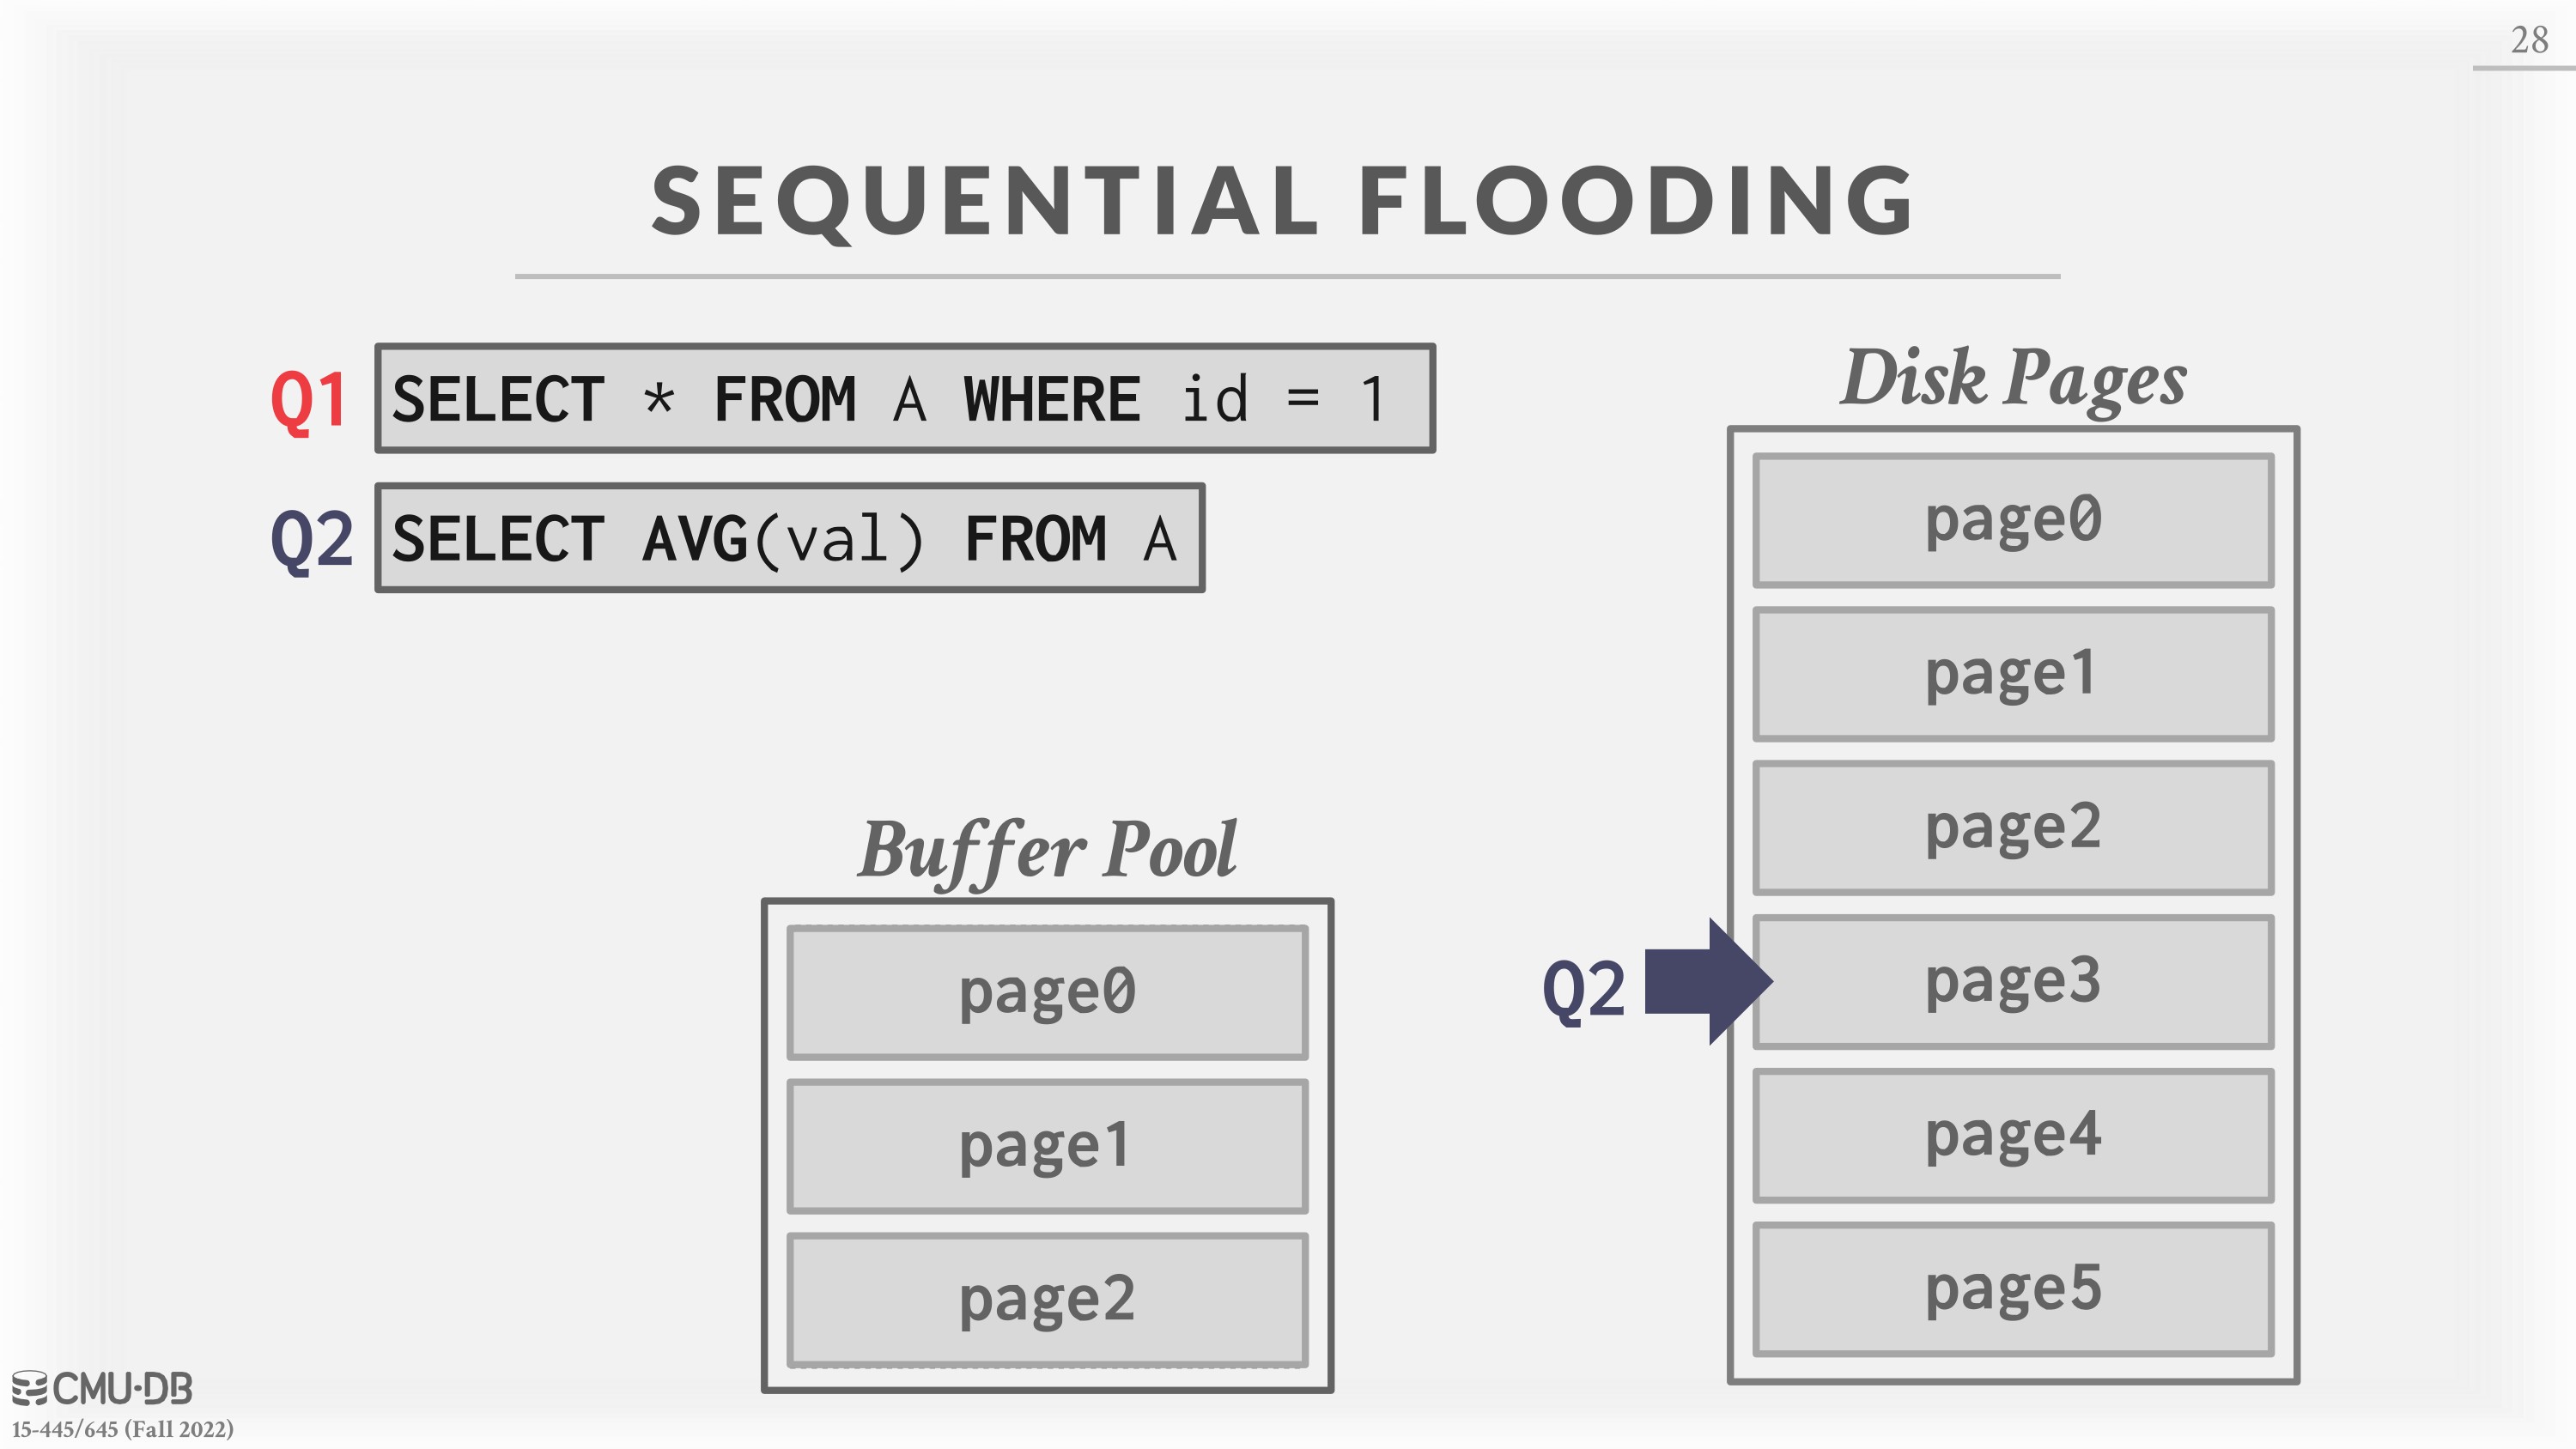 28
SEQUENTIAL FLOODING
Q1 SELECT * FROM A WHERE id = 1
Q2 SELECT AVG(val) FROM A
Disk Pages
page0
page1
page2
Q2 page3
page4
page5
Buffer Pool
page0
page1
page2
CMU·DB
15-445/645 (Fall 2022)